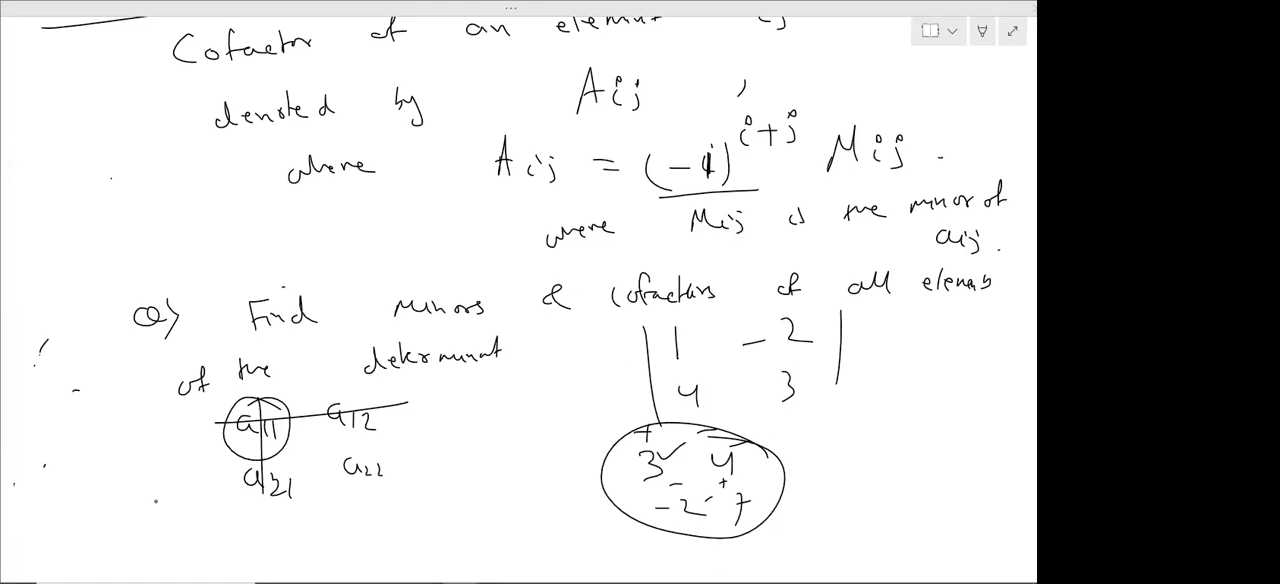 Cofactor of an element
denoted by Aij ,
where Aij = (-1)^{i+j} Mij .
where Mij is the minor of
aij .
Q) Find minors & cofactors of all elements
of the determinant | 1 -2 |
4 3
a11 a12
a21 a22
+ -
3 4
- +
-2 7